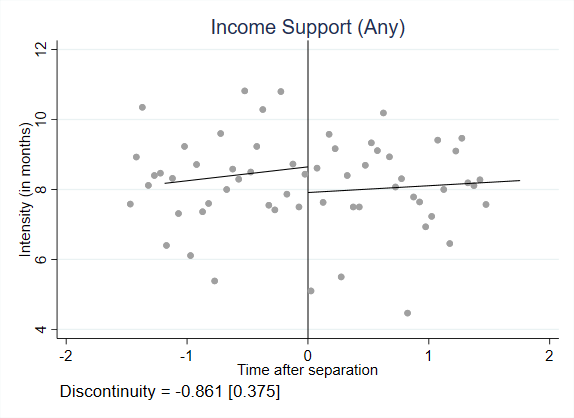 Income Support (Any)
Intensity (in months)
12
10
8
6
4
-2 -1 0 1 2
Time after separation
Discontinuity = -0.861 [0.375]